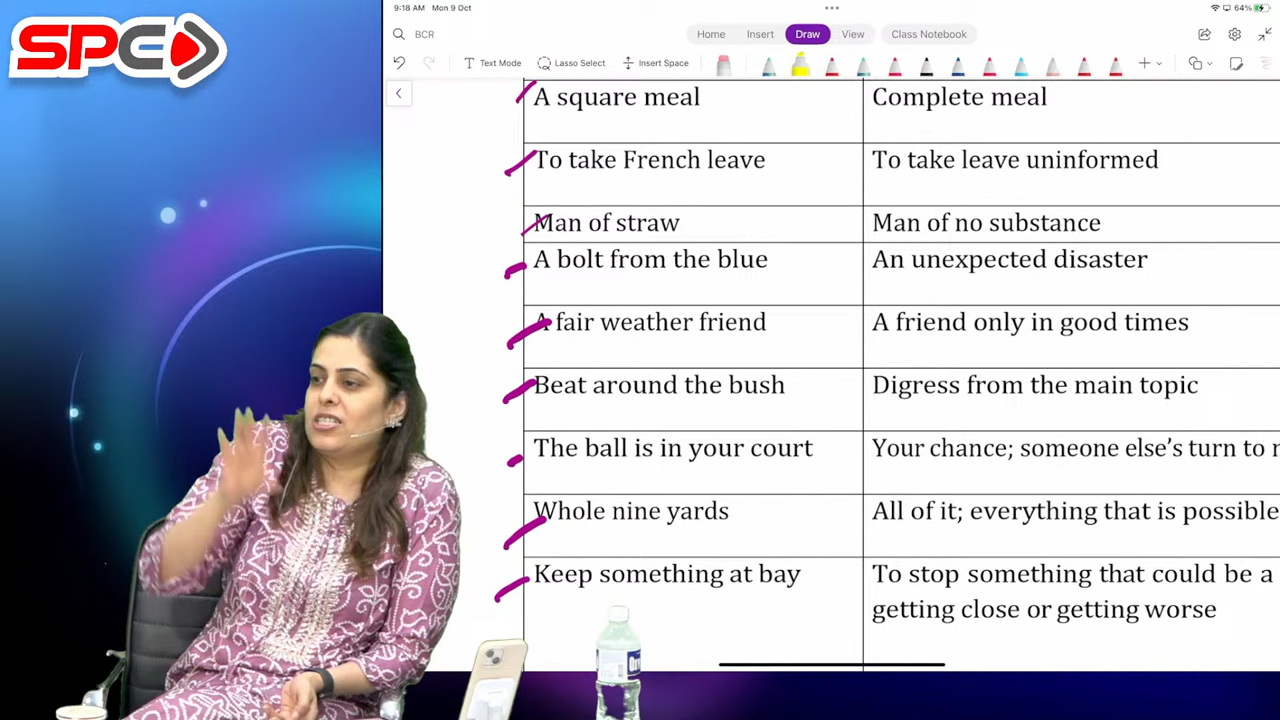 SPE
9:18 AM Mon 9 Oct
64%
BCR
Home Insert Draw View Class Notebook
Text Mode Lasso Select Insert Space
A square meal Complete meal
To take French leave To take leave uninformed
Man of straw Man of no substance
A bolt from the blue An unexpected disaster
A fair weather friend A friend only in good times
Beat around the bush Digress from the main topic
The ball is in your court Your chance; someone else's turn to
Whole nine yards All of it; everything that is possible
Keep something at bay To stop something that could be a
getting close or getting worse